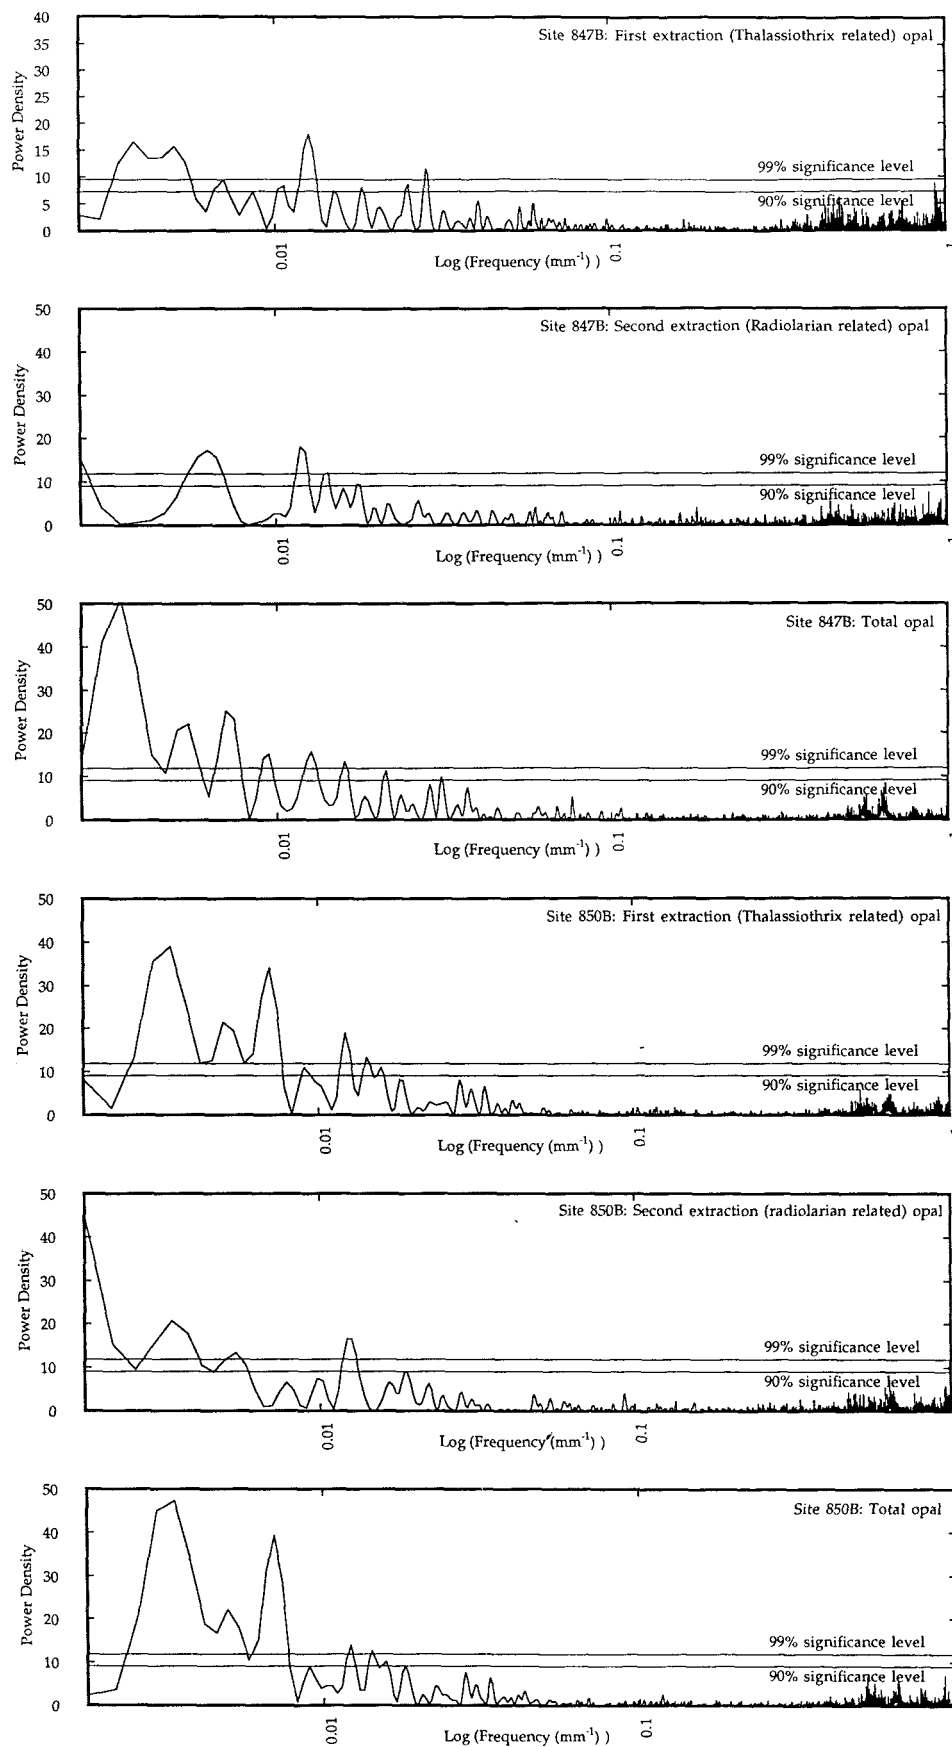 40
Site 847B: First extraction (Thalassiothrix related) opal
35
30
25
20
15
99% significance level
10
90% significance level
5
0
Power Density
0.01
0.1
1
Log (Frequency (mm⁻¹) )
50
Site 847B: Second extraction (Radiolarian related) opal
40
30
20
99% significance level
10
90% significance level
0
Power Density
0.01
0.1
1
Log (Frequency (mm⁻¹) )
50
Site 847B: Total opal
40
30
20
99% significance level
10
90% significance level
0
Power Density
0.01
0.1
1
Log (Frequency (mm⁻¹) )
50
Site 850B: First extraction (Thalassiothrix related) opal
40
30
20
99% significance level
10
90% significance level
0
Power Density
0.01
0.1
1
Log (Frequency (mm⁻¹) )
50
Site 850B: Second extraction (radiolarian related) opal
40
30
20
99% significance level
10
90% significance level
0
Power Density
0.01
0.1
Log (Frequency (mm⁻¹) )
50
Site 850B: Total opal
40
30
20
99% significance level
10
90% significance level
0
Power Density
0.01
0.1
Log (Frequency (mm⁻¹) )